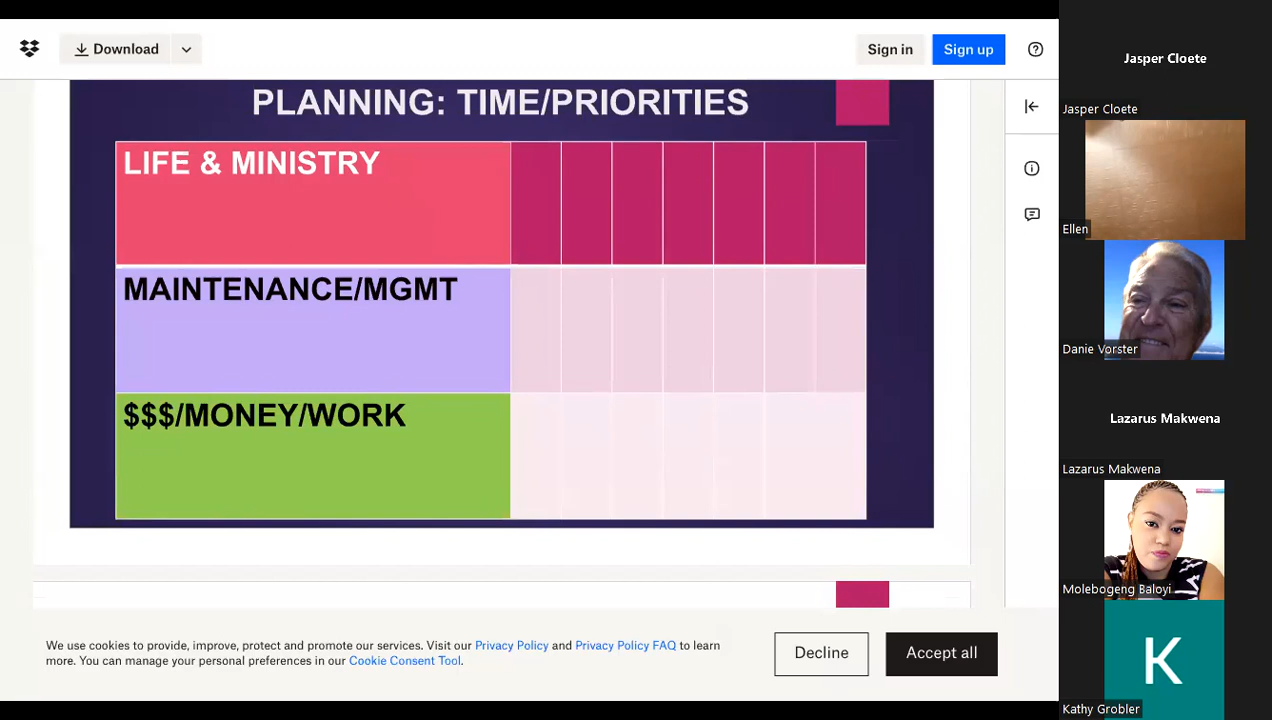 Download
Sign in
Sign up
PLANNING: TIME/PRIORITIES
LIFE & MINISTRY
MAINTENANCE/MGMT
$$$/MONEY/WORK
We use cookies to provide, improve, protect and promote our services. Visit our Privacy Policy and Privacy Policy FAQ to learn
more. You can manage your personal preferences in our Cookie Consent Tool.
Decline
Accept all
Jasper Cloete
Jasper Cloete
Ellen
Danie Vorster
Lazarus Makwena
Lazarus Makwena
Molebogeng Baloyi
K
Kathy Grobler